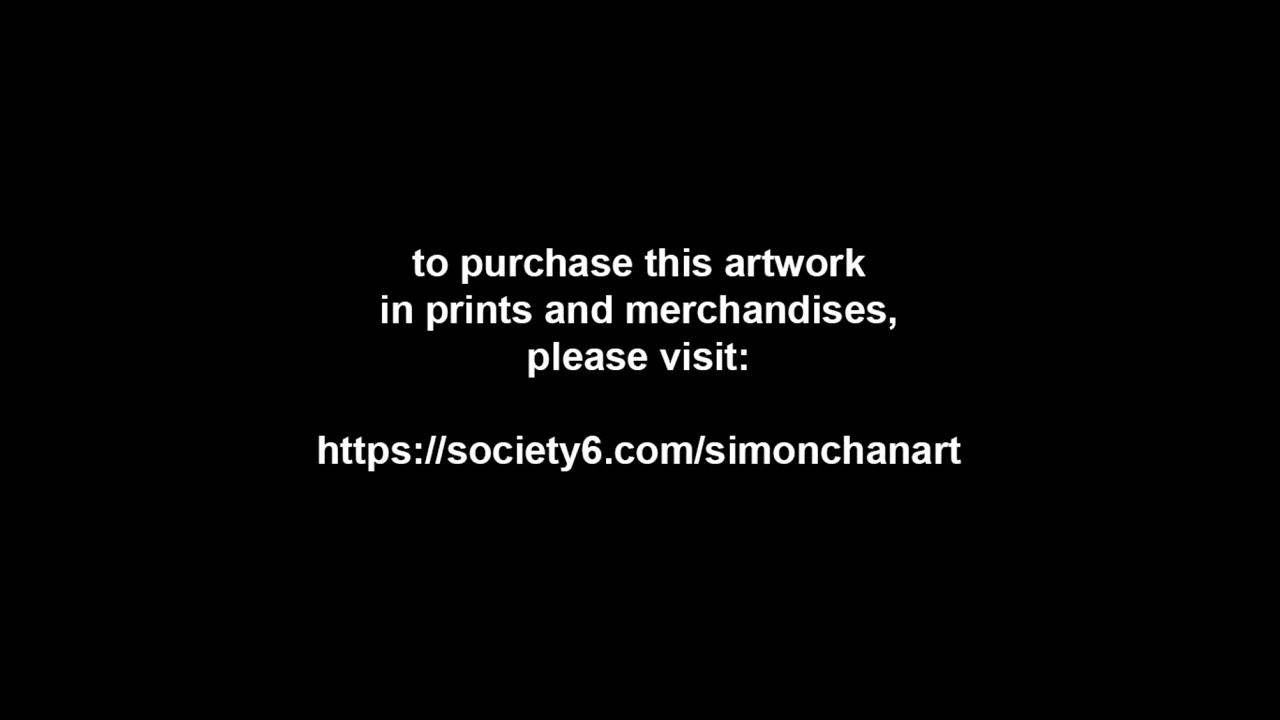 to purchase this artwork
in prints and merchandises,
please visit:
https://society6.com/simonchanart